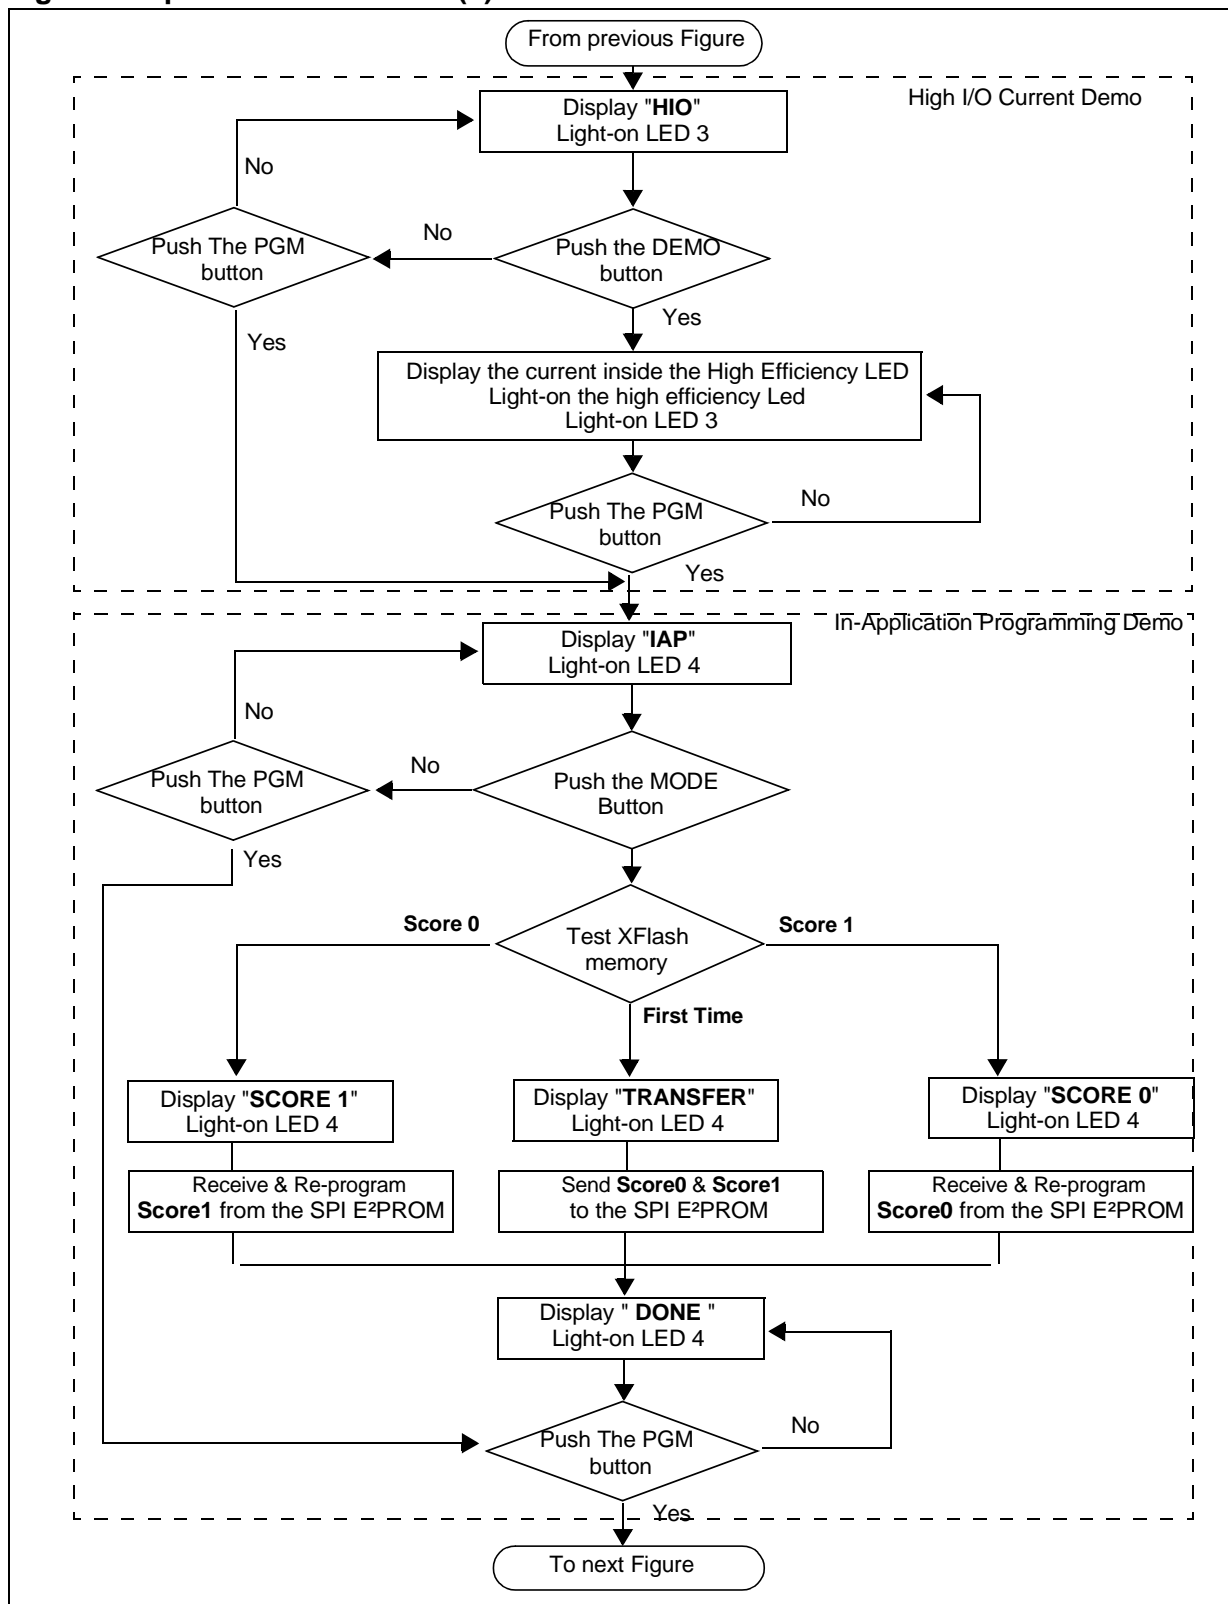 From previous Figure
High I/O Current Demo
Display "HIO"
Light-on LED 3
No
Push The PGM
button
No
Push the DEMO
button
Yes
Yes
Display the current inside the High Efficiency LED
Light-on the high efficiency Led
Light-on LED 3
Push The PGM
button
No
Yes
In-Application Programming Demo
Display "IAP"
Light-on LED 4
No
Push The PGM
button
No
Push the MODE
Button
Yes
Score 0
Test XFlash
memory
Score 1
First Time
Display "SCORE 1"
Light-on LED 4
Display "TRANSFER"
Light-on LED 4
Display "SCORE 0"
Light-on LED 4
Receive & Re-program
Score1 from the SPI E²PROM
Send Score0 & Score1
to the SPI E²PROM
Receive & Re-program
Score0 from the SPI E²PROM
Display " DONE "
Light-on LED 4
Push The PGM
button
No
Yes
To next Figure